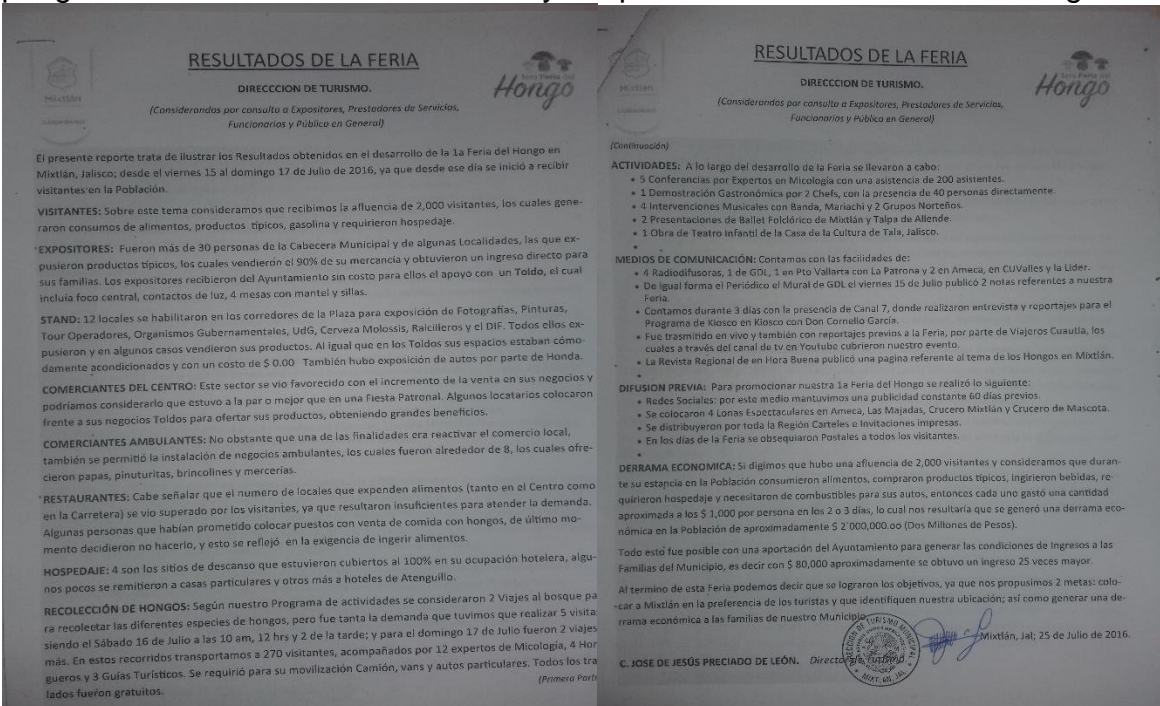 RESULTADOS DE LA FERIA
DIRECCCION DE TURISMO.
(Considerandos por consulta a Expositores, Prestadores de Servicios,
Funcionarios y Público en General)
Mixtlán
Hongo
El presente reporte trata de ilustrar los Resultados obtenidos en el desarrollo de la 1a Feria del Hongo en
Mixtlán, Jalisco; desde el viernes 15 al domingo 17 de Julio de 2016, ya que desde ese día se inició a recibir
visitantes en la Población.
VISITANTES: Sobre este tema consideramos que recibimos la afluencia de 2,000 visitantes, los cuales gene-
raron consumos de alimentos, productos típicos, gasolina y requirieron hospedaje.
EXPOSITORES: Fueron más de 30 personas de la Cabecera Municipal y de algunas Localidades, las que ex-
pusieron productos típicos, los cuales vendieron el 90% de su mercancía y obtuvieron un ingreso directo para
sus familias. Los expositores recibieron del Ayuntamiento sin costo para ellos el apoyo con un Toldo, el cual
incluía foco central, contactos de luz, 4 mesas con mantel y sillas.
STAND: 12 locales se habilitaron en los corredores de la Plaza para exposición de Fotografías, Pinturas,
Tour Operadores, Organismos Gubernamentales, UdG, Cerveza Molossis, Raicilleros y el DIF. Todos ellos ex-
pusieron y en algunos casos vendieron sus productos. Al igual que en los Toldos sus espacios estaban cómo-
damente acondicionados y con un costo de $ 0.00 También hubo exposición de autos por parte de Honda.
COMERCIANTES DEL CENTRO: Este sector se vio favorecido con el incremento de la venta en sus negocios y
podríamos considerarlo que estuvo a la par o mejor que en una Fiesta Patronal. Algunos locatarios colocaron
frente a sus negocios Toldos para ofertar sus productos, obteniendo grandes beneficios.
COMERCIANTES AMBULANTES: No obstante que una de las finalidades era reactivar el comercio local,
también se permitió la instalación de negocios ambulantes, los cuales fueron alrededor de 8, los cuales ofre-
cieron papas, pinturitas, brincolines y mercerías.
RESTAURANTES: Cabe señalar que el numero de locales que expenden alimentos (tanto en el Centro como
en la Carretera) se vio superado por los visitantes, ya que resultaron insuficientes para atender la demanda.
Algunas personas que habían prometido colocar puestos con venta de comida con hongos, de último mo-
mento decidieron no hacerlo, y esto se reflejó en la exigencia de ingerir alimentos.
HOSPEDAJE: 4 son los sitios de descanso que estuvieron cubiertos al 100% en su ocupación hotelera, algu-
nos pocos se remitieron a casas particulares y otros más a hoteles de Atenguillo.
RECOLECCIÓN DE HONGOS: Según nuestro Programa de actividades se consideraron 2 Viajes al bosque pa
ra recolectar las diferentes especies de hongos, pero fue tanta la demanda que tuvimos que realizar 5 visita
siendo el Sábado 16 de Julio a las 10 am, 12 hrs y 2 de la tarde; y para el domingo 17 de Julio fueron 2 viajes
más. En estos recorridos transportamos a 270 visitantes, acompañados por 12 expertos de Micología, 4 Hon
gueros y 3 Guías Turísticos. Se requirió para su movilización Camión, vans y autos particulares. Todos los tra
lados fueron gratuitos.
(Primera Part
RESULTADOS DE LA FERIA
DIRECCCION DE TURISMO.
(Considerandos por consulta a Expositores, Prestadores de Servicios,
Funcionarios y Público en General)
Mixtlán
Hongo
(Continuación)
ACTIVIDADES: A lo largo del desarrollo de la Feria se llevaron a cabo:
• 5 Conferencias por Expertos en Micología con una asistencia de 200 asistentes.
• 1 Demostración Gastronómica por 2 Chefs, con la presencia de 40 personas directamente.
• 4 Intervenciones Musicales con Banda, Mariachi y 2 Grupos Norteños.
• 2 Presentaciones de Ballet Folclórico de Mixtlán y Talpa de Allende.
• 1 Obra de Teatro Infantil de la Casa de la Cultura de Tala, Jalisco.
•
MEDIOS DE COMUNICACIÓN: Contamos con las facilidades de:
• 4 Radiodifusoras, 1 de GDL, 1 en Pto Vallarta con La Patrona y 2 en Ameca, en CUValles y la Lider.
• De igual forma el Periódico el Mural de GDL el viernes 15 de Julio publicó 2 notas referentes a nuestra
Feria.
• Contamos durante 3 días con la presencia de Canal 7, donde realizaron entrevista y reportajes para el
Programa de Kiosco en Kiosco con Don Cornelio García.
• Fue trasmitido en vivo y también con reportajes previos a la Feria, por parte de Viajeros Cuautla, los
cuales a través del canal de tv en Youtube cubrieron nuestro evento.
• La Revista Regional de en Hora Buena publicó una pagina referente al tema de los Hongos en Mixtlán.
•
DIFUSION PREVIA: Para promocionar nuestra 1a Feria del Hongo se realizó lo siguiente:
• Redes Sociales: por este medio mantuvimos una publicidad constante 60 días previos.
• Se colocaron 4 Lonas Espectaculares en Ameca, Las Majadas, Crucero Mixtlán y Crucero de Mascota.
• Se distribuyeron por toda la Región Carteles e Invitaciones impresas.
• En los días de la Feria se obsequiaron Postales a todos los visitantes.
•
DERRAMA ECONOMICA: Si digimos que hubo una afluencia de 2,000 visitantes y consideramos que duran-
te su estancia en la Población consumieron alimentos, compraron productos típicos, ingirieron bebidas, re-
quirieron hospedaje y necesitaron de combustibles para sus autos, entonces cada uno gastó una cantidad
aproximada a los $ 1,000 por persona en los 2 o 3 días, lo cual nos resultaría que se generó una derrama eco-
nómica en la Población de aproximadamente $ 2'000,000.oo (Dos Millones de Pesos).
Todo estó fue posible con una aportación del Ayuntamiento para generar las condiciones de Ingresos a las
Familias del Municipio, es decir con $ 80,000 aproximadamente se obtuvo un ingreso 25 veces mayor.
Al termino de esta Feria podemos decir que se lograron los objetivos, ya que nos propusimos 2 metas: colo-
car a Mixtlán en la preferencia de los turistas y que identifiquen nuestra ubicación; así como generar una de-
rrama económica a las familias de nuestro Municipio.
Mixtlán, Jal; 25 de Julio de 2016.
C. JOSE DE JESÚS PRECIADO DE LEÓN. Director de Turismo
DIRECCION DE TURISMO MUNICIPAL
MIXTLAN, JAL.